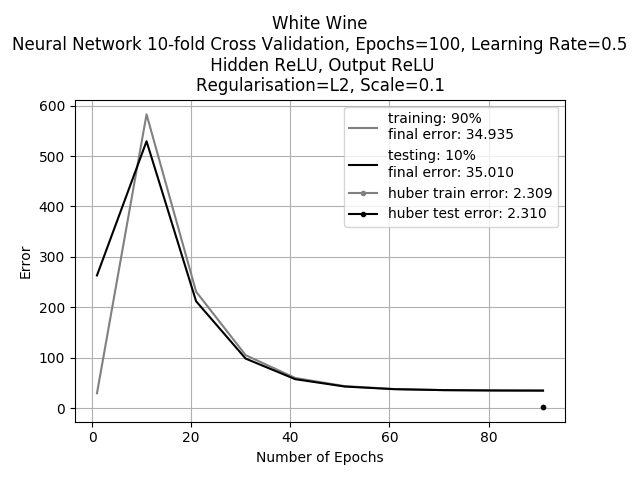 White Wine
Neural Network 10-fold Cross Validation, Epochs=100, Learning Rate=0.5
Hidden ReLU, Output ReLU
Regularisation=L2, Scale=0.1
600
500
400
300
200
100
0
Error
training: 90%
final error: 34.935
testing: 10%
final error: 35.010
huber train error: 2.309
huber test error: 2.310
0 20 40 60 80
Number of Epochs